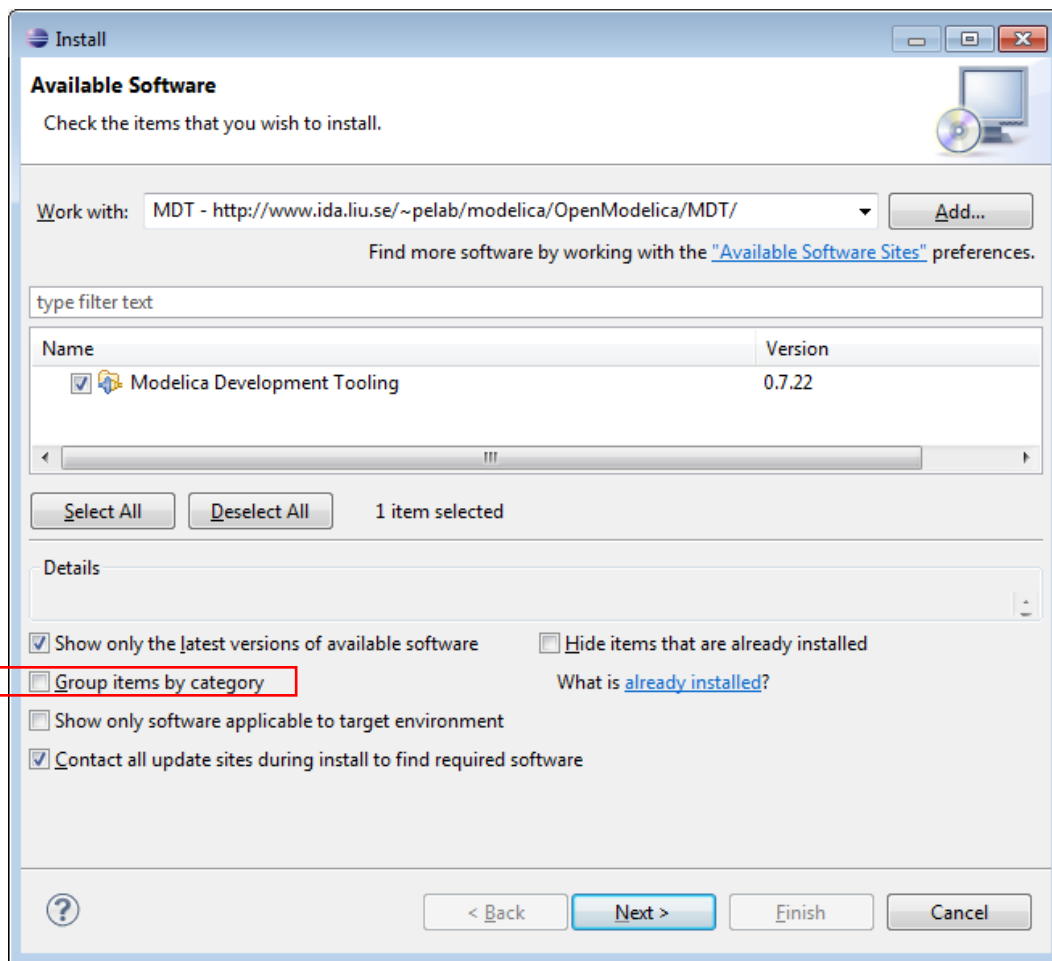 Install
Available Software
Check the items that you wish to install.
Work with: MDT - http://www.ida.liu.se/~pelab/modelica/OpenModelica/MDT/ Add...
Find more software by working with the "Available Software Sites" preferences.
type filter text
Name Version
Modelica Development Tooling 0.7.22
Select All Deselect All 1 item selected
Details
Show only the latest versions of available software Hide items that are already installed
Group items by category What is already installed?
Show only software applicable to target environment
Contact all update sites during install to find required software
? < Back Next > Finish Cancel